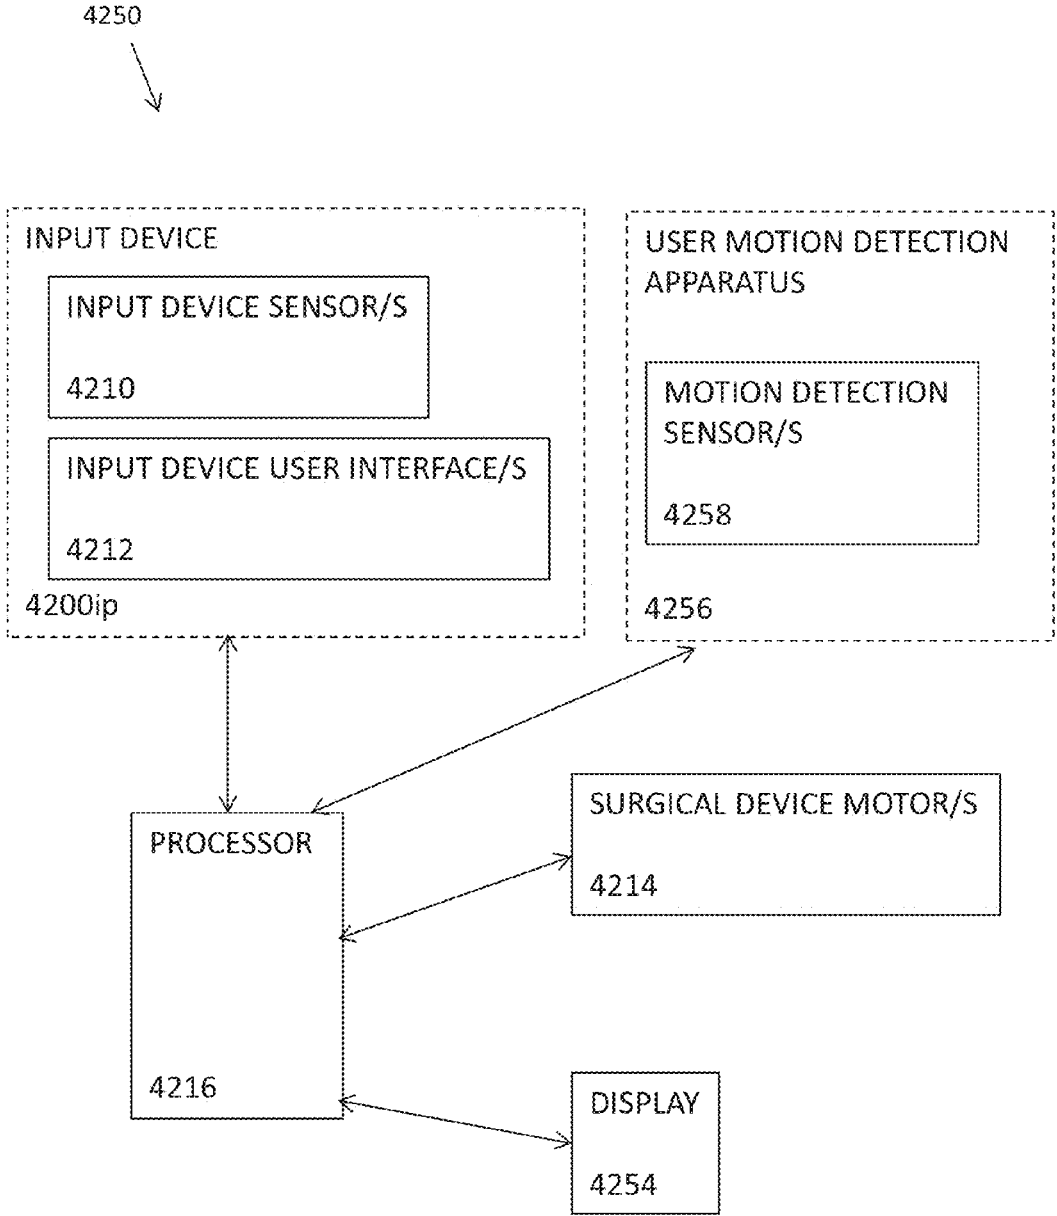 4250
INPUT DEVICE
INPUT DEVICE SENSOR/S
4210
INPUT DEVICE USER INTERFACE/S
4212
4200ip
USER MOTION DETECTION
APPARATUS
MOTION DETECTION
SENSOR/S
4258
4256
PROCESSOR
4216
SURGICAL DEVICE MOTOR/S
4214
DISPLAY
4254